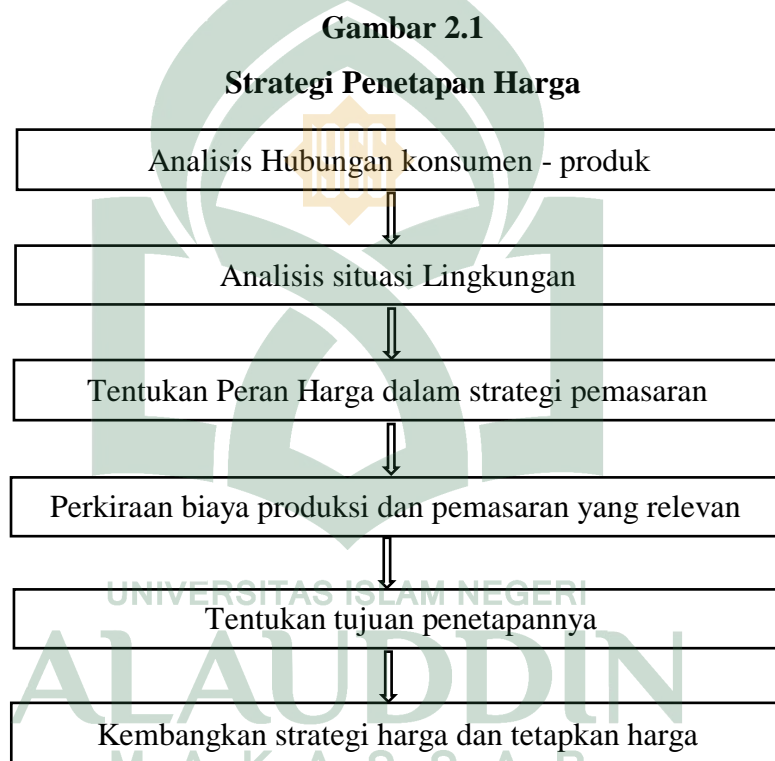 Gambar 2.1
Strategi Penetapan Harga
Analisis Hubungan konsumen - produk
Analisis situasi Lingkungan
Tentukan Peran Harga dalam strategi pemasaran
Perkiraan biaya produksi dan pemasaran yang relevan
UNIVERSITAS ISLAM NEGERI
Tentukan tujuan penetapannya
ALAUDDIN
Kembangkan strategi harga dan tetapkan harga
MAKASSAR